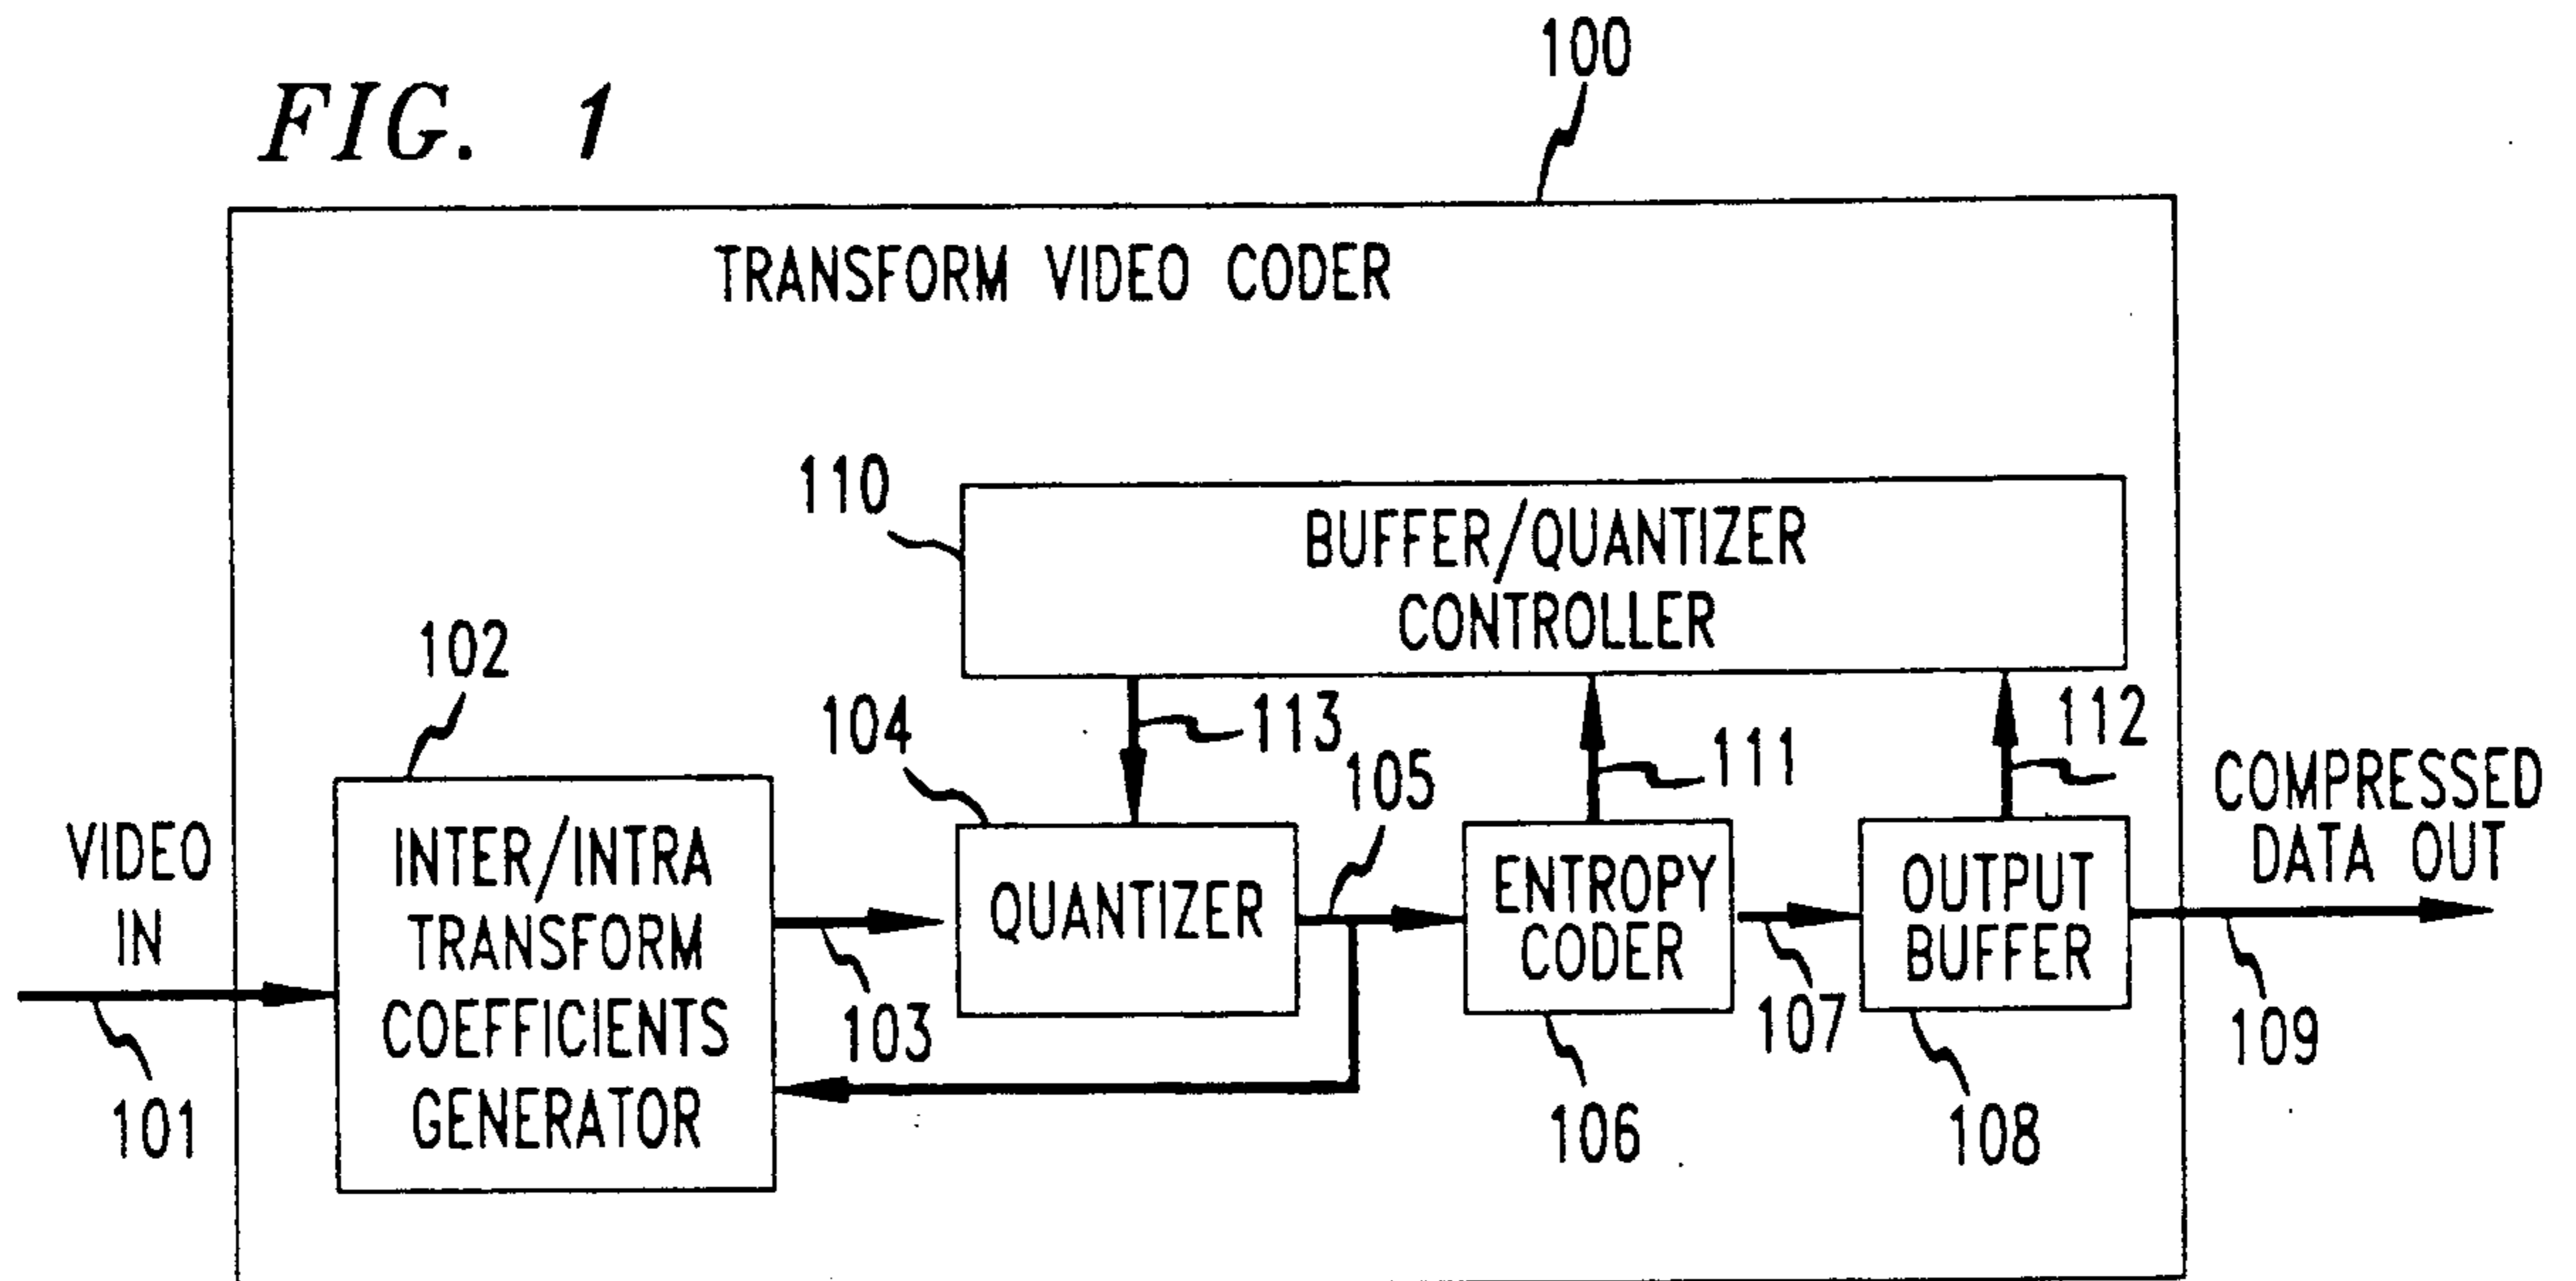 FIG. 1
100
TRANSFORM VIDEO CODER
110
BUFFER/QUANTIZER
CONTROLLER
102
104
113
105
111
112
VIDEO
IN
INTER/INTRA
TRANSFORM
COEFFICIENTS
GENERATOR
QUANTIZER
ENTROPY
CODER
OUTPUT
BUFFER
COMPRESSED
DATA OUT
101
103
106
107
108
109